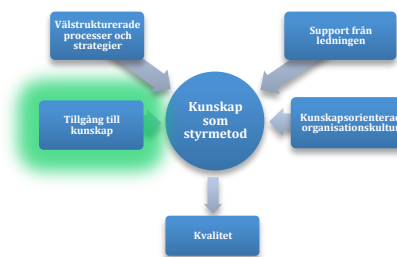 Välstrukturerade
processer och
strategier
Support från
ledningen
Kunskap
som
styrmetod
Tillgång till
kunskap
Kunskapsorienterad
organisationskultur
Kvalitet